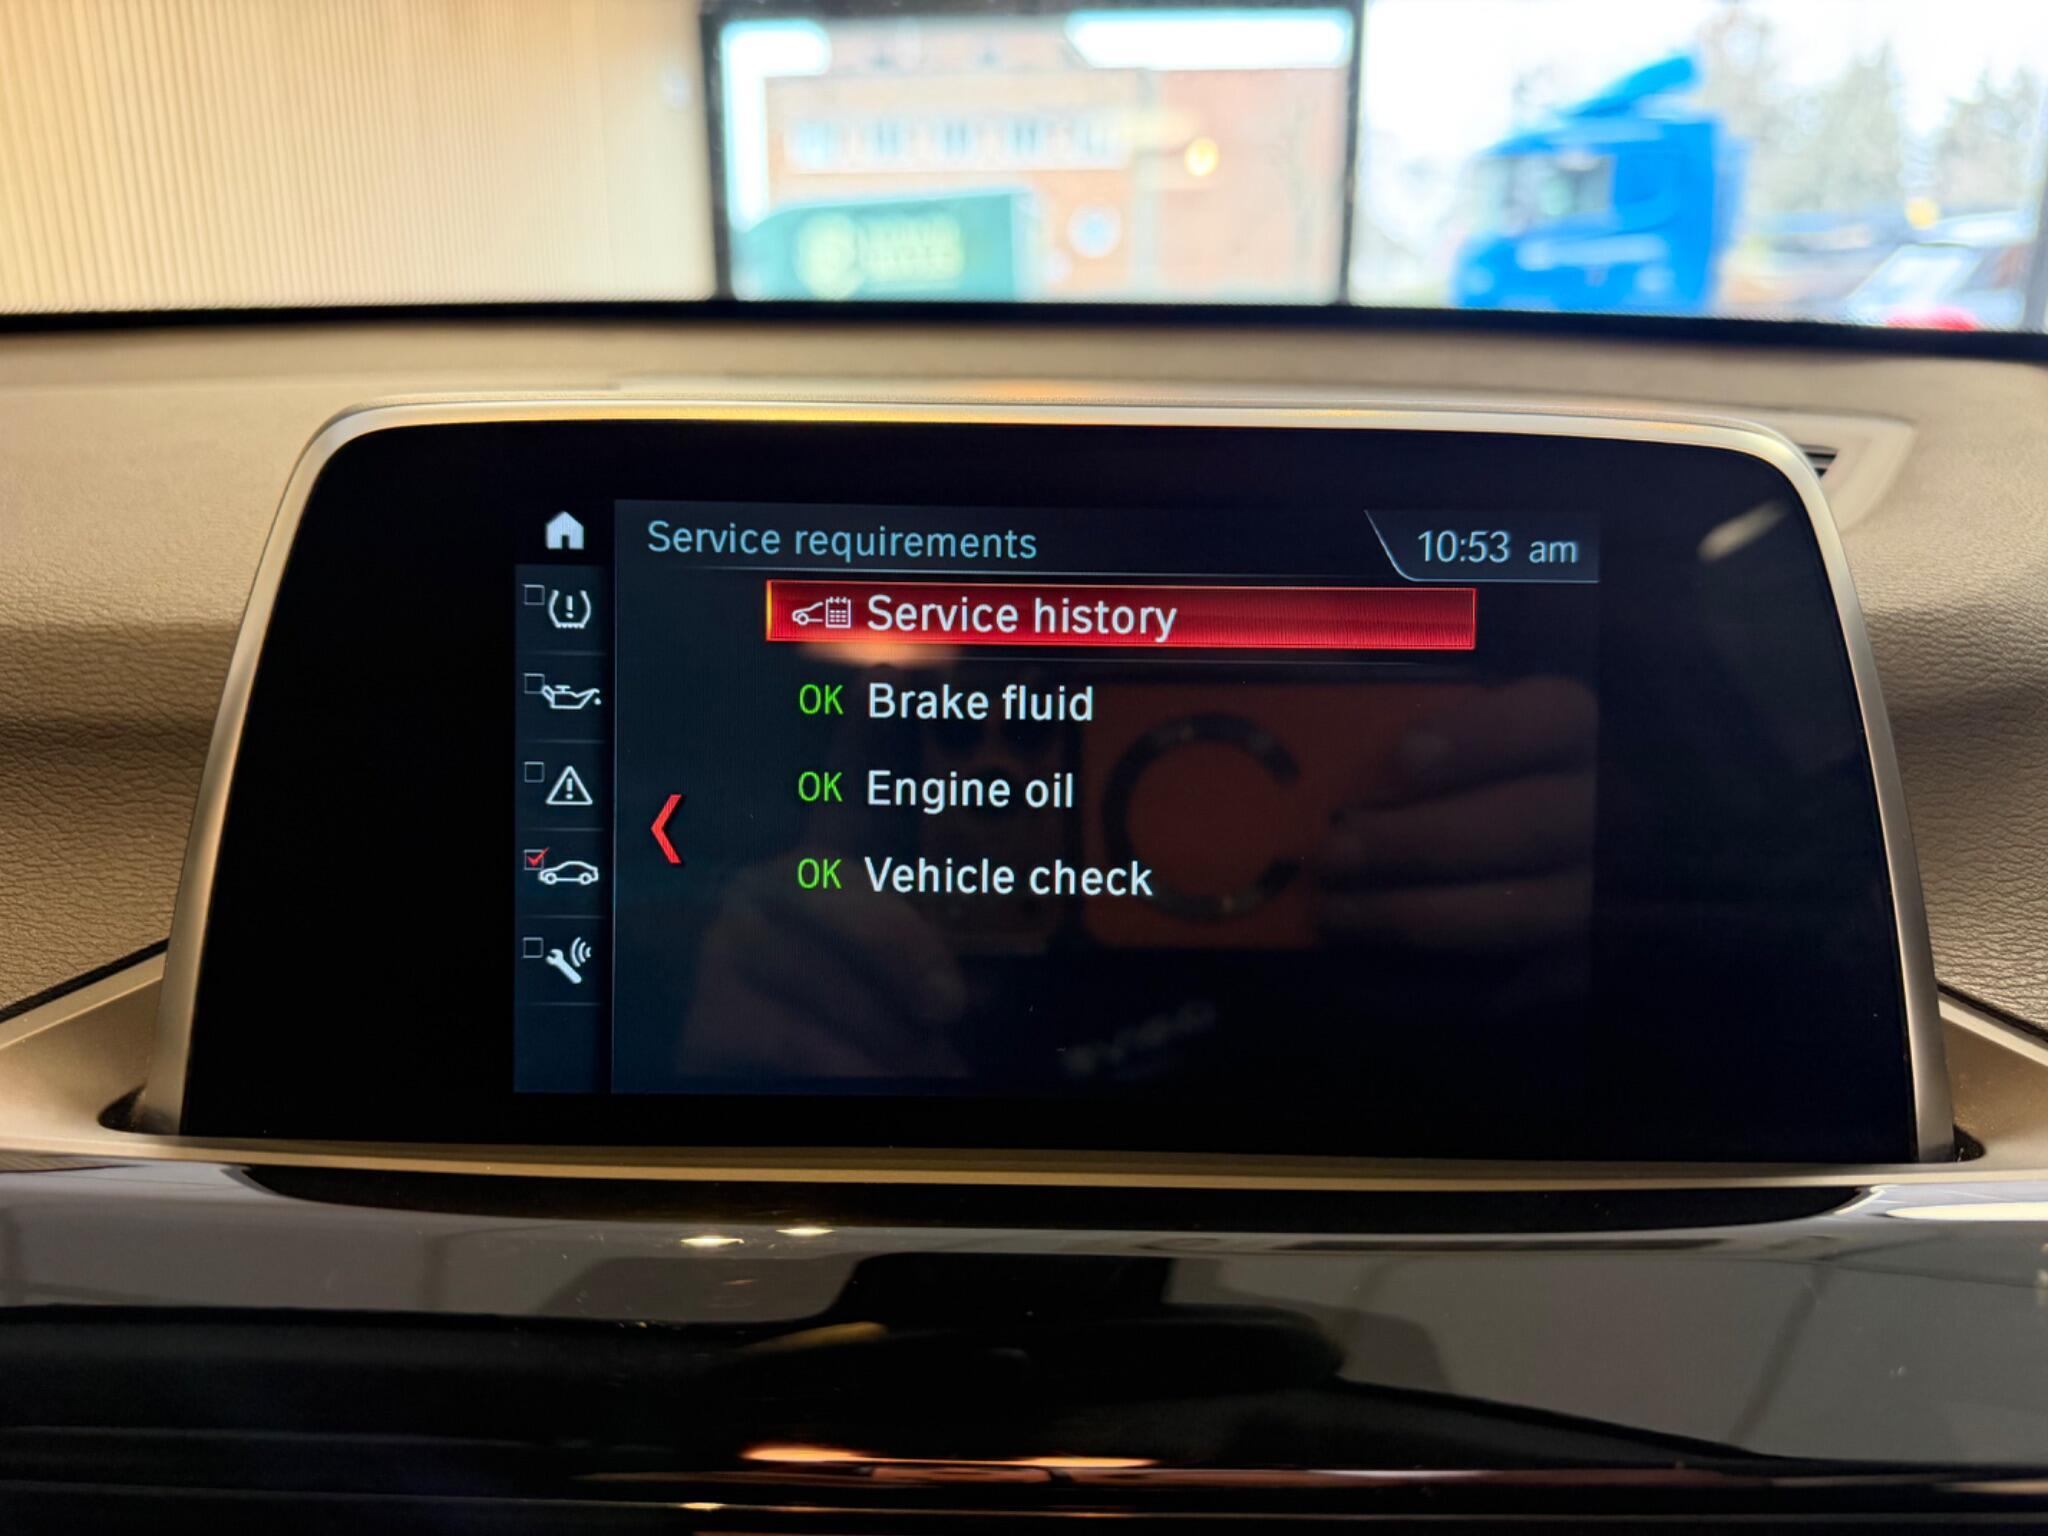 Service requirements
10:53 am
Service history
OK Brake fluid
OK Engine oil
OK Vehicle check